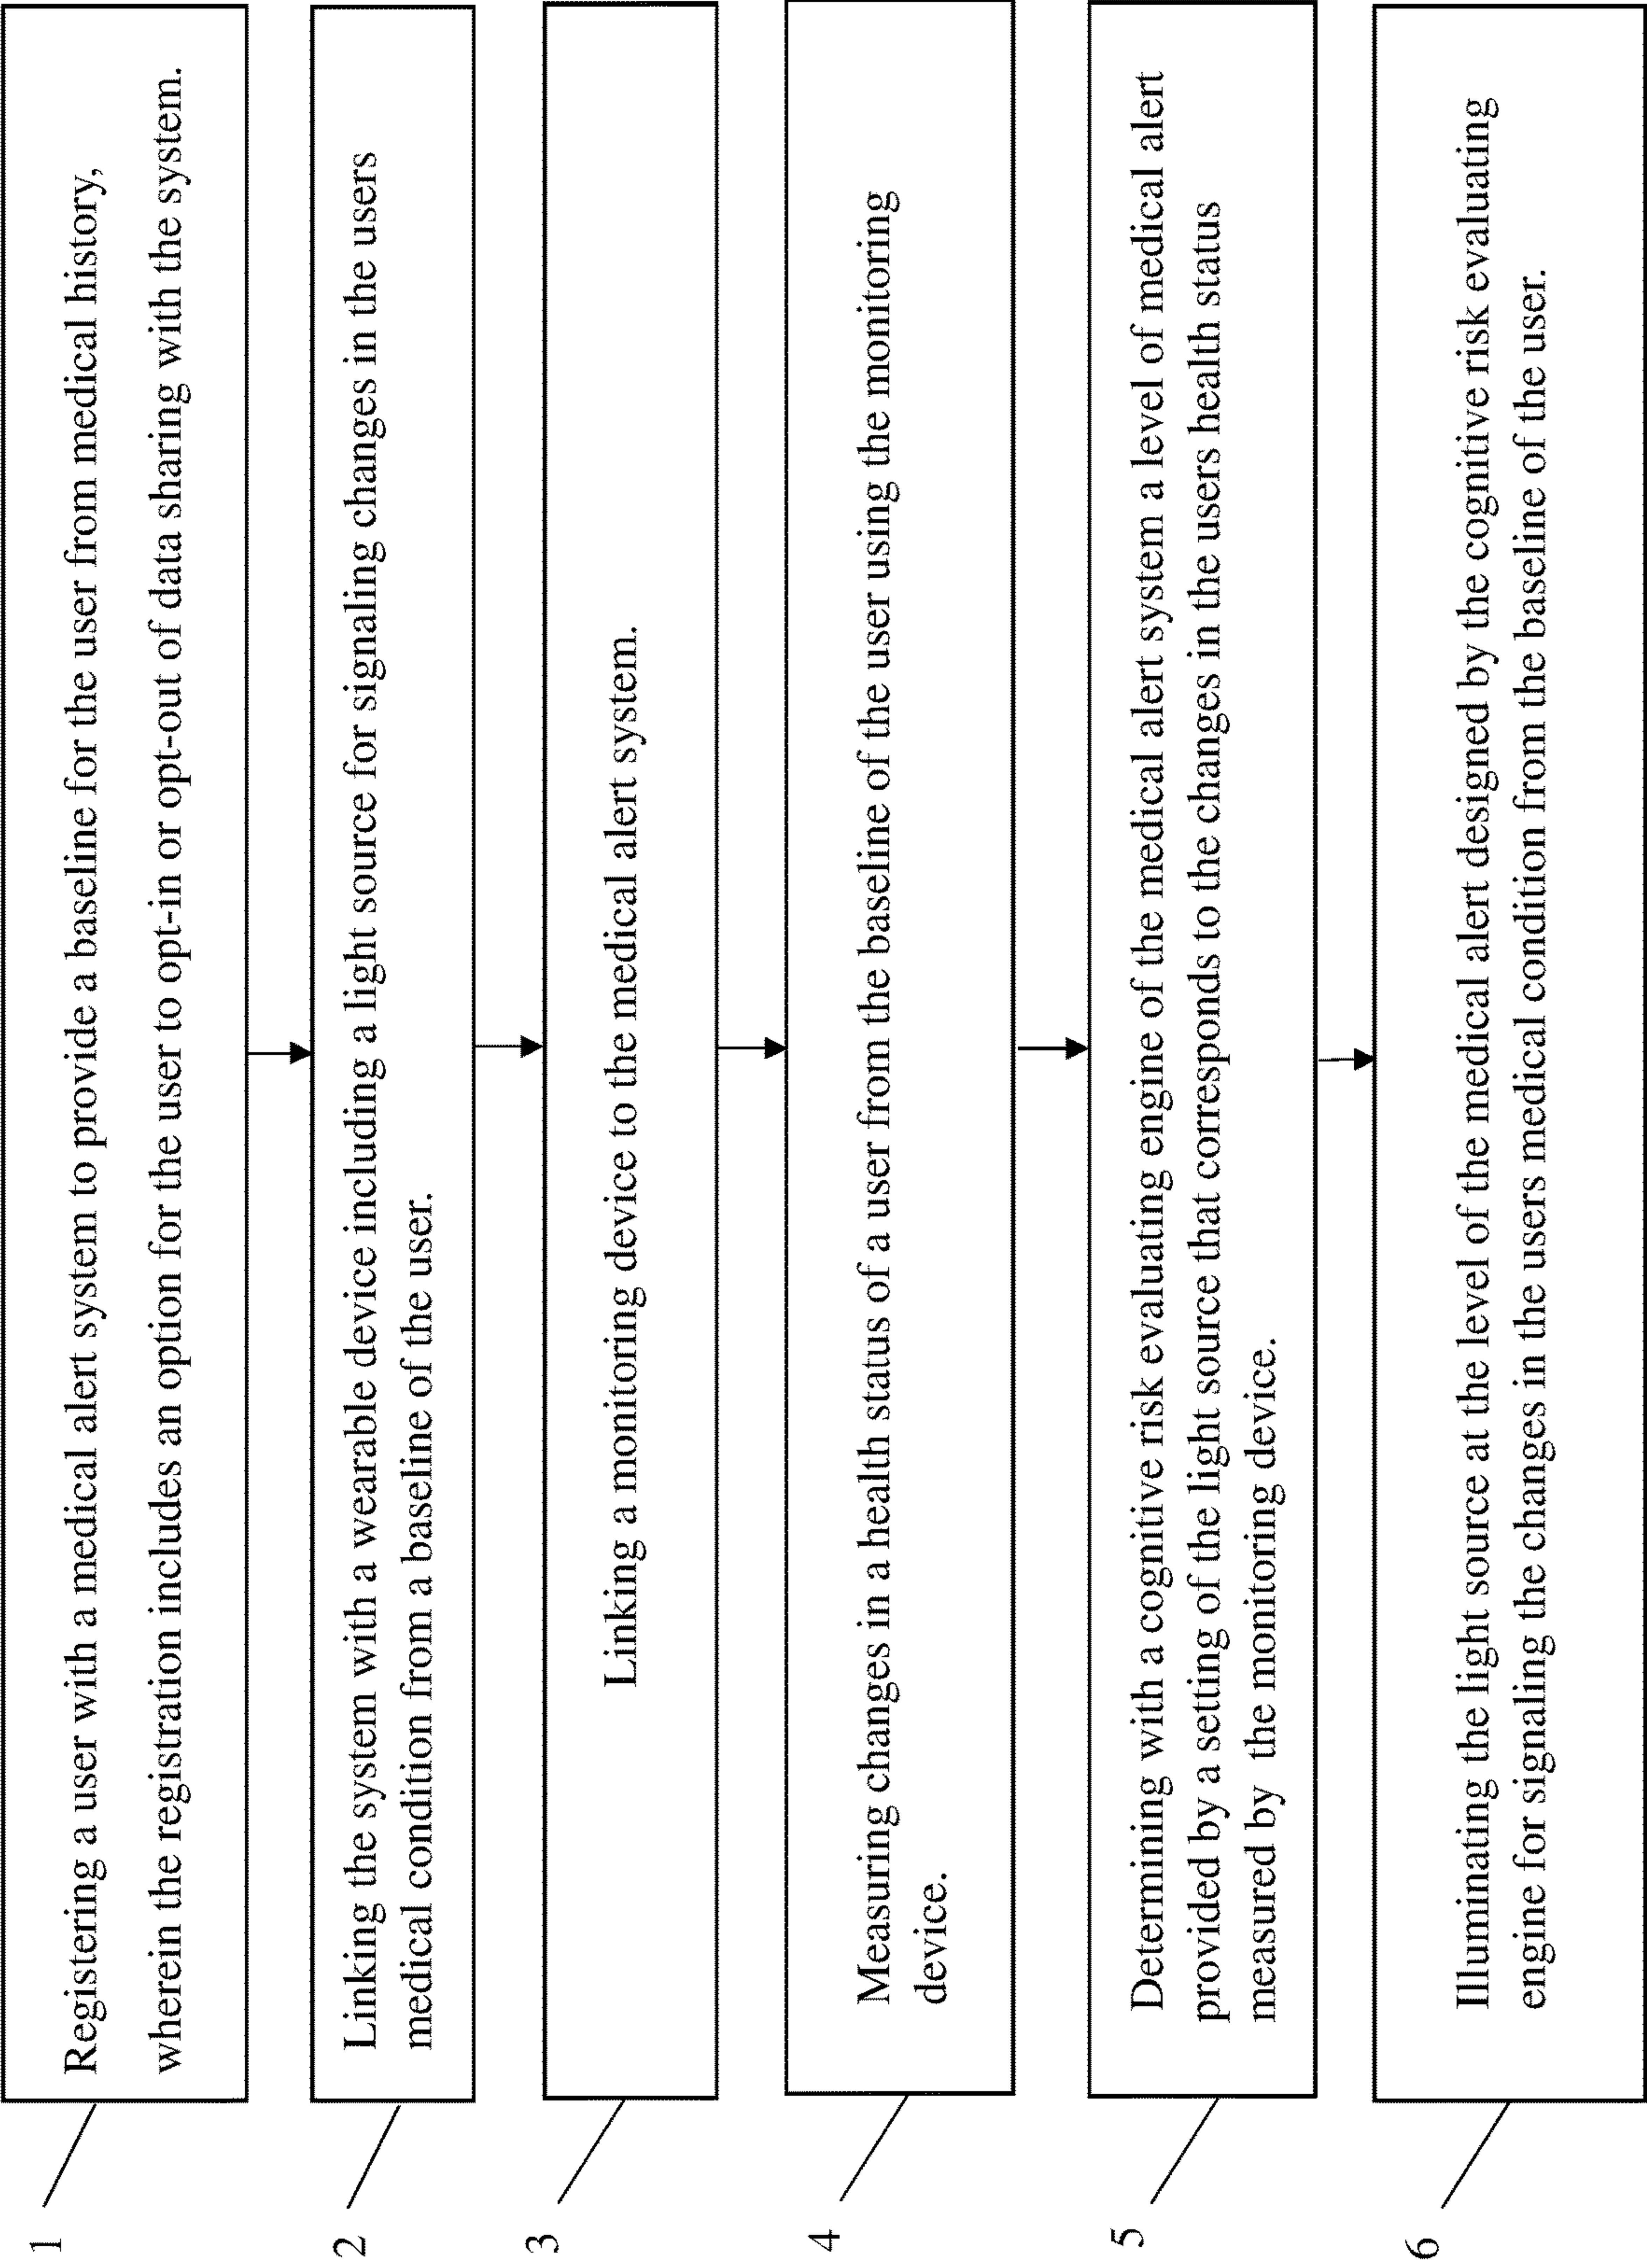 1
Registering a user with a medical alert system to provide a baseline for the user from medical history,
wherein the registration includes an option for the user to opt-in or opt-out of data sharing with the system.
2
Linking the system with a wearable device including a light source for signaling changes in the users
medical condition from a baseline of the user.
3
Linking a monitoring device to the medical alert system.
4
Measuring changes in a health status of a user from the baseline of the user using the monitoring
device.
5
Determining with a cognitive risk evaluating engine of the medical alert system a level of medical alert
provided by a setting of the light source that corresponds to the changes in the users health status
measured by the monitoring device.
6
Illuminating the light source at the level of the medical alert designed by the cognitive risk evaluating
engine for signaling the changes in the users medical condition from the baseline of the user.